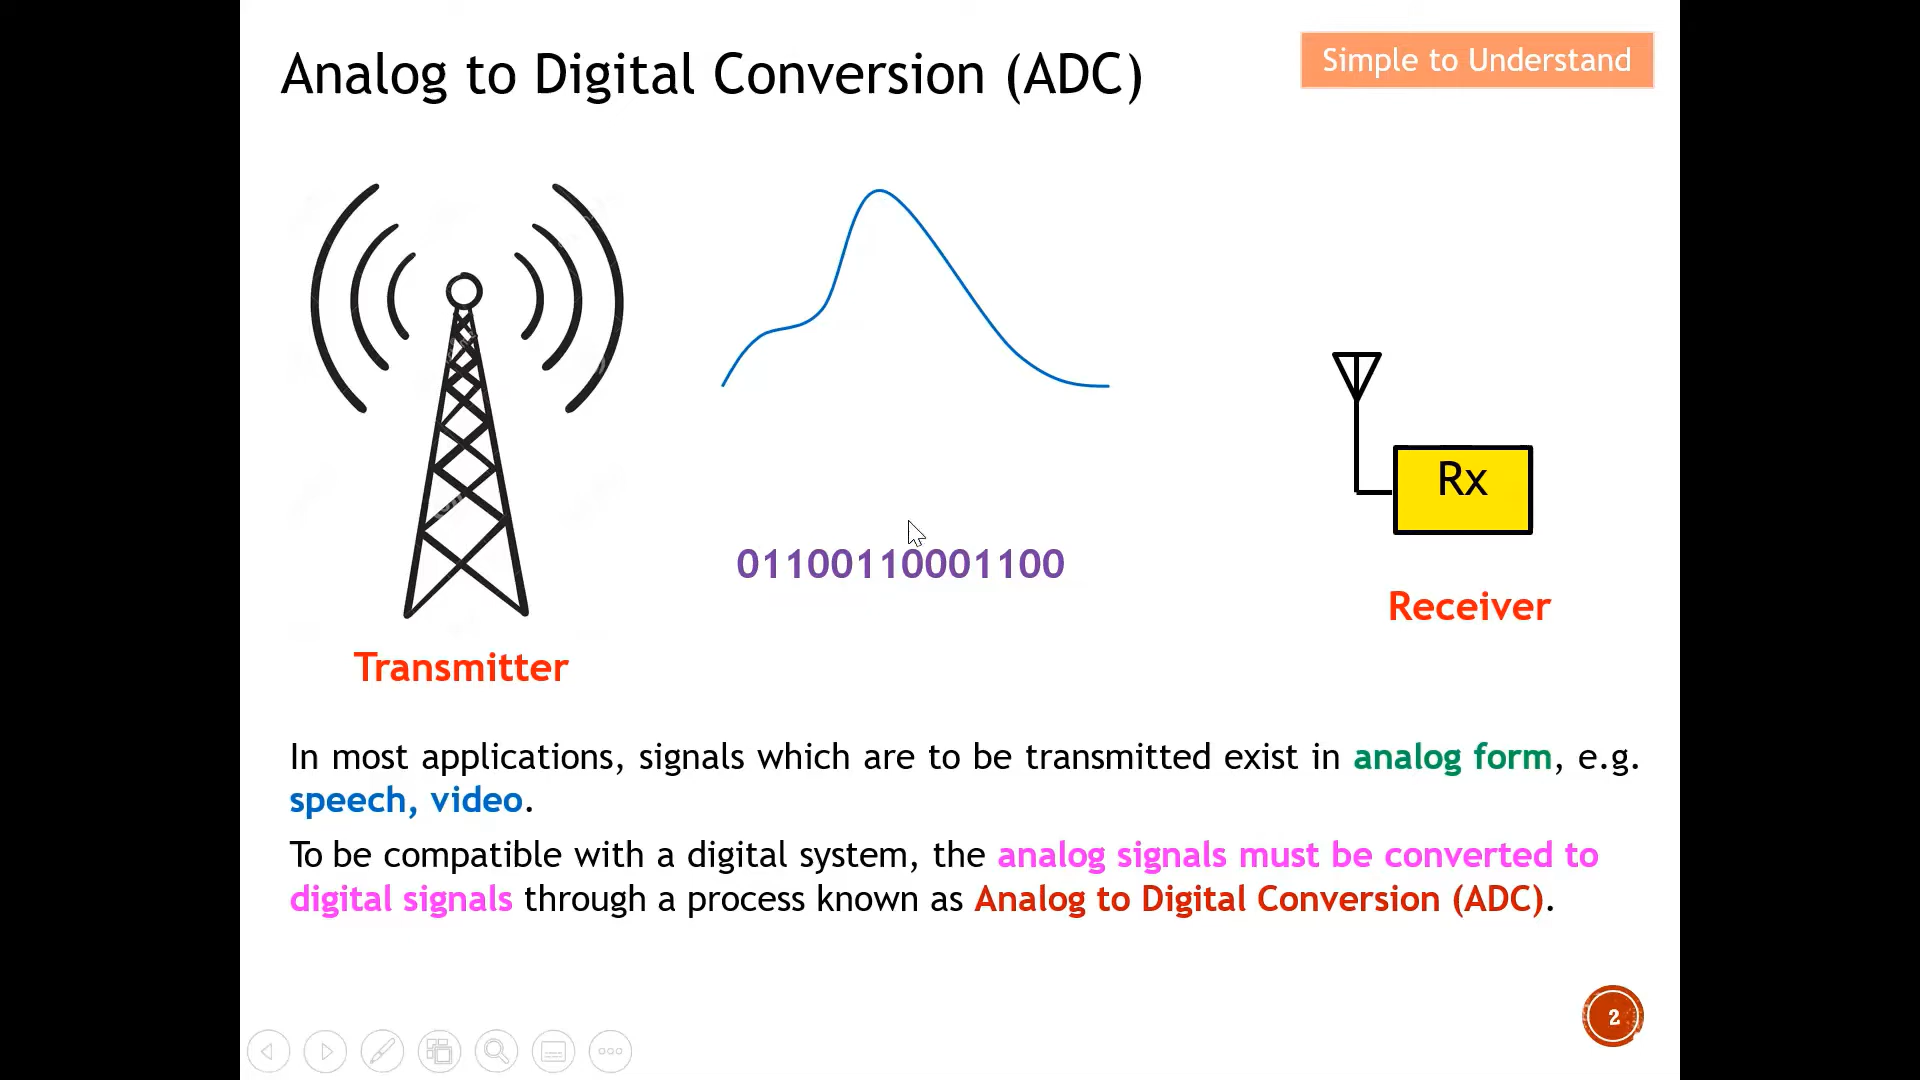 Analog to Digital Conversion (ADC)
Simple to Understand
01100110001100
Rx
Receiver
Transmitter
In most applications, signals which are to be transmitted exist in analog form, e.g.
speech, video.
To be compatible with a digital system, the analog signals must be converted to
digital signals through a process known as Analog to Digital Conversion (ADC).
2